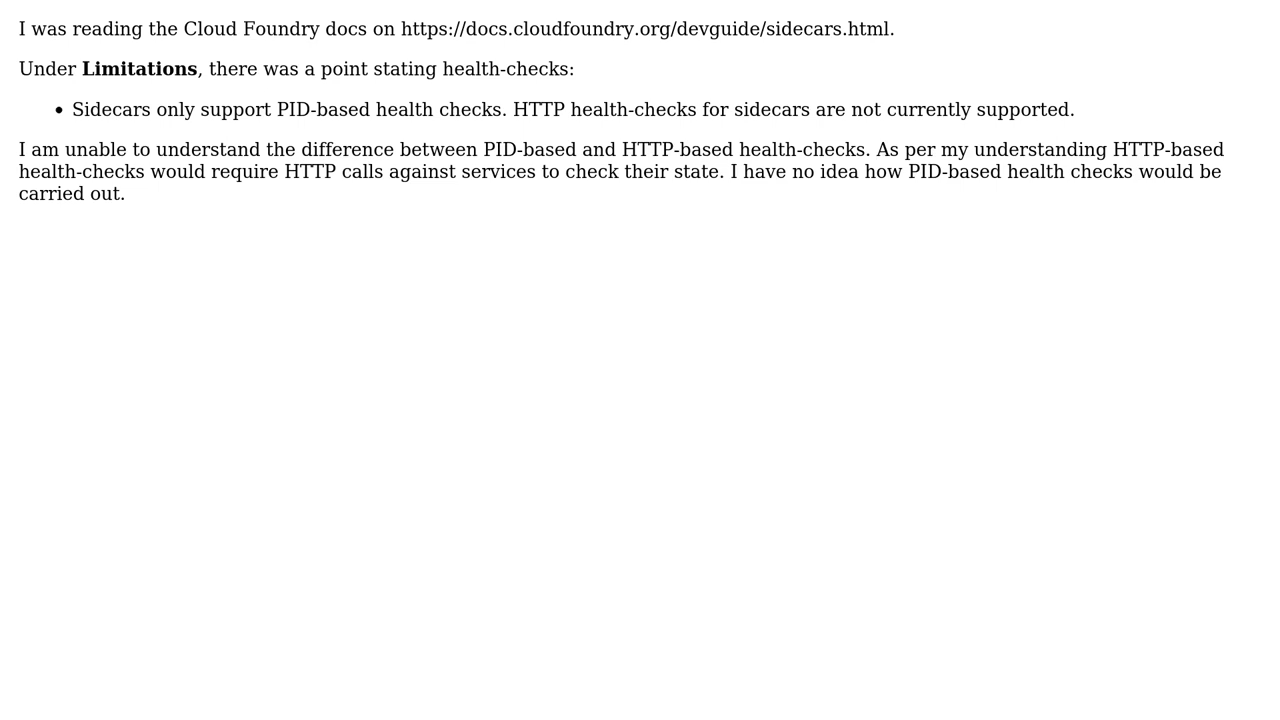 I was reading the Cloud Foundry docs on https://docs.cloudfoundry.org/devguide/sidecars.html.
Under Limitations, there was a point stating health-checks:
• Sidecars only support PID-based health checks. HTTP health-checks for sidecars are not currently supported.
I am unable to understand the difference between PID-based and HTTP-based health-checks. As per my understanding HTTP-based
health-checks would require HTTP calls against services to check their state. I have no idea how PID-based health checks would be
carried out.